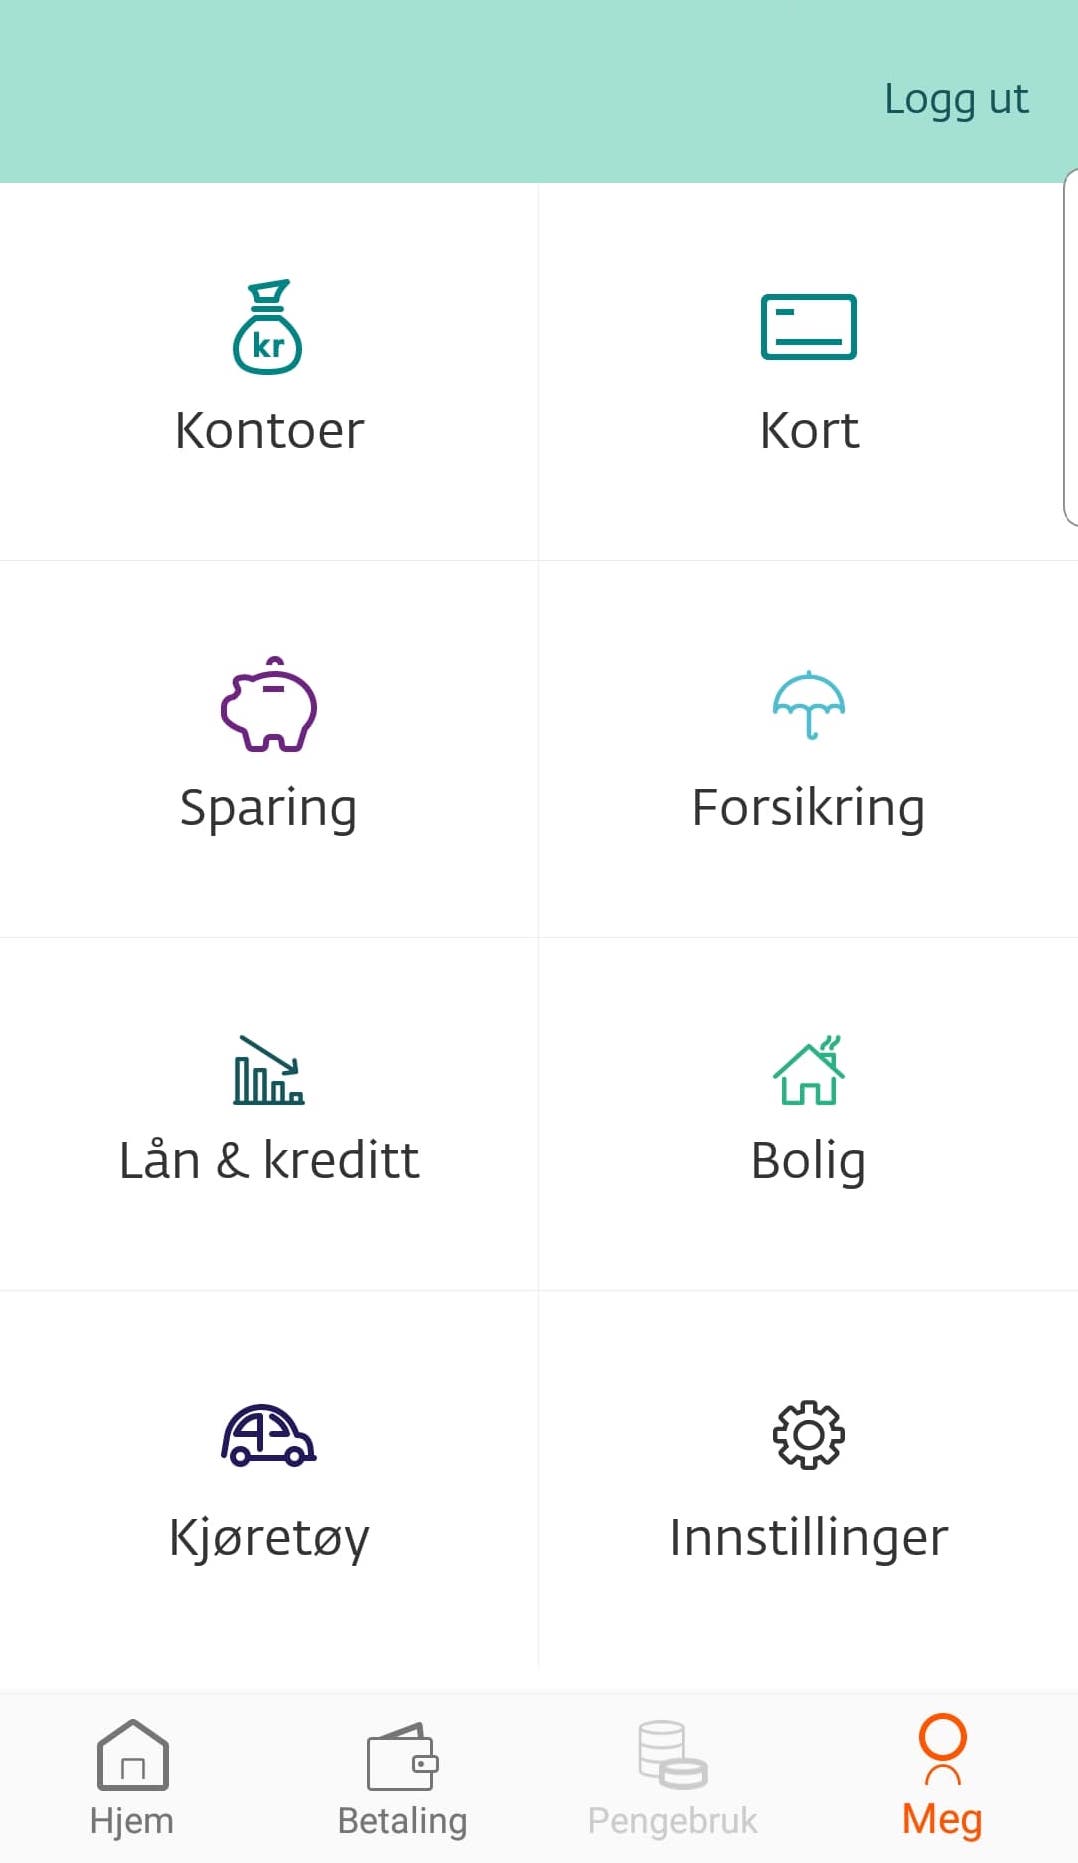 Logg ut
kr
Kontoer
Kort
Sparing
Forsikring
Lån & kreditt
Bolig
Kjøretøy
Innstillinger
Hjem
Betaling
Pengebruk
Meg